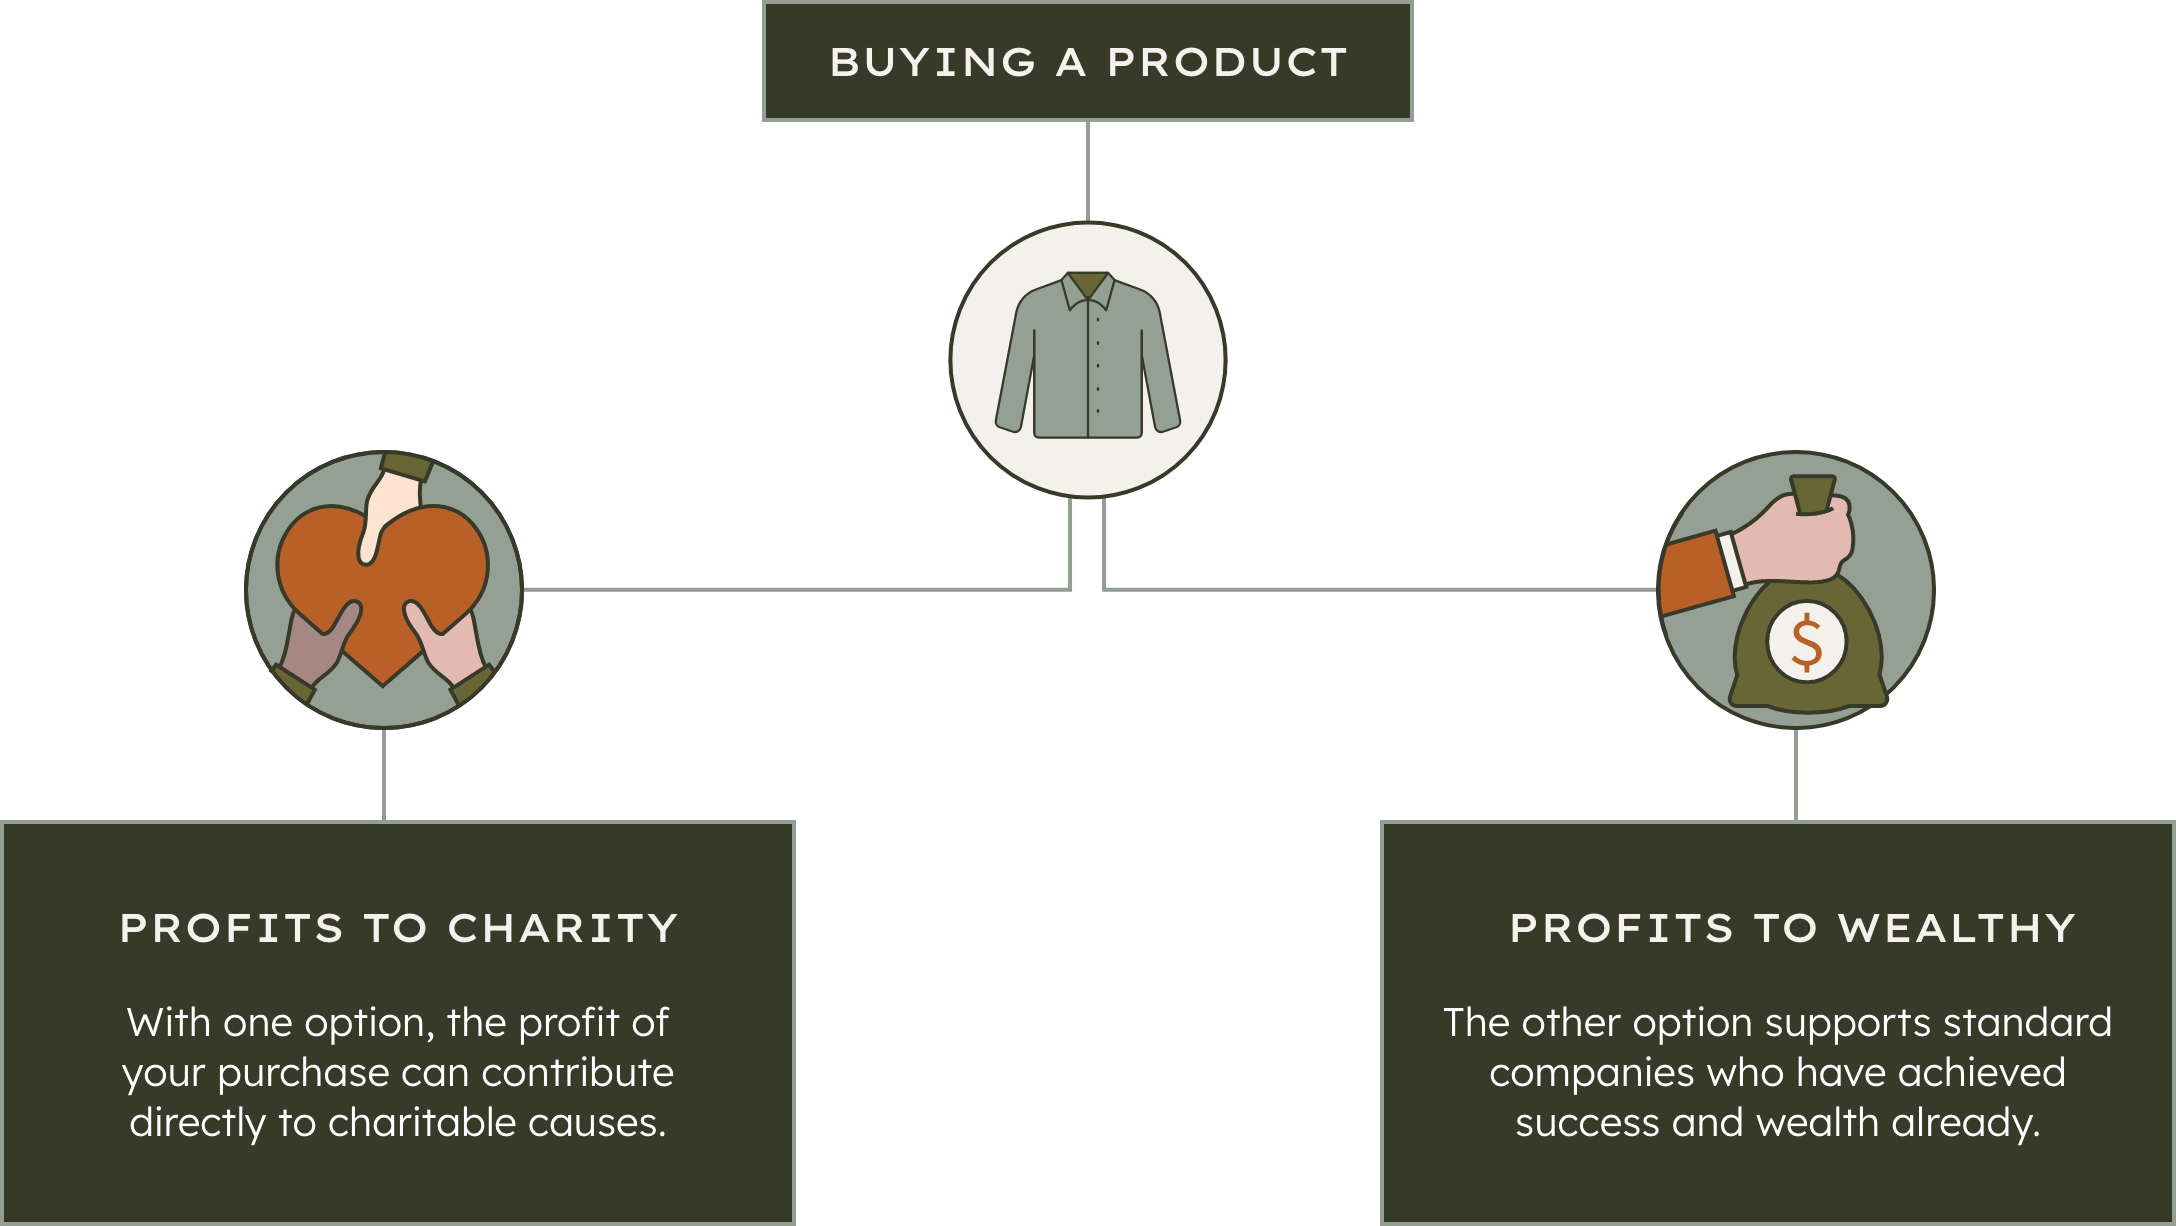 BUYING A PRODUCT
$
PROFITS TO CHARITY
With one option, the profit of
your purchase can contribute
directly to charitable causes.
PROFITS TO WEALTHY
The other option supports standard
companies who have achieved
success and wealth already.